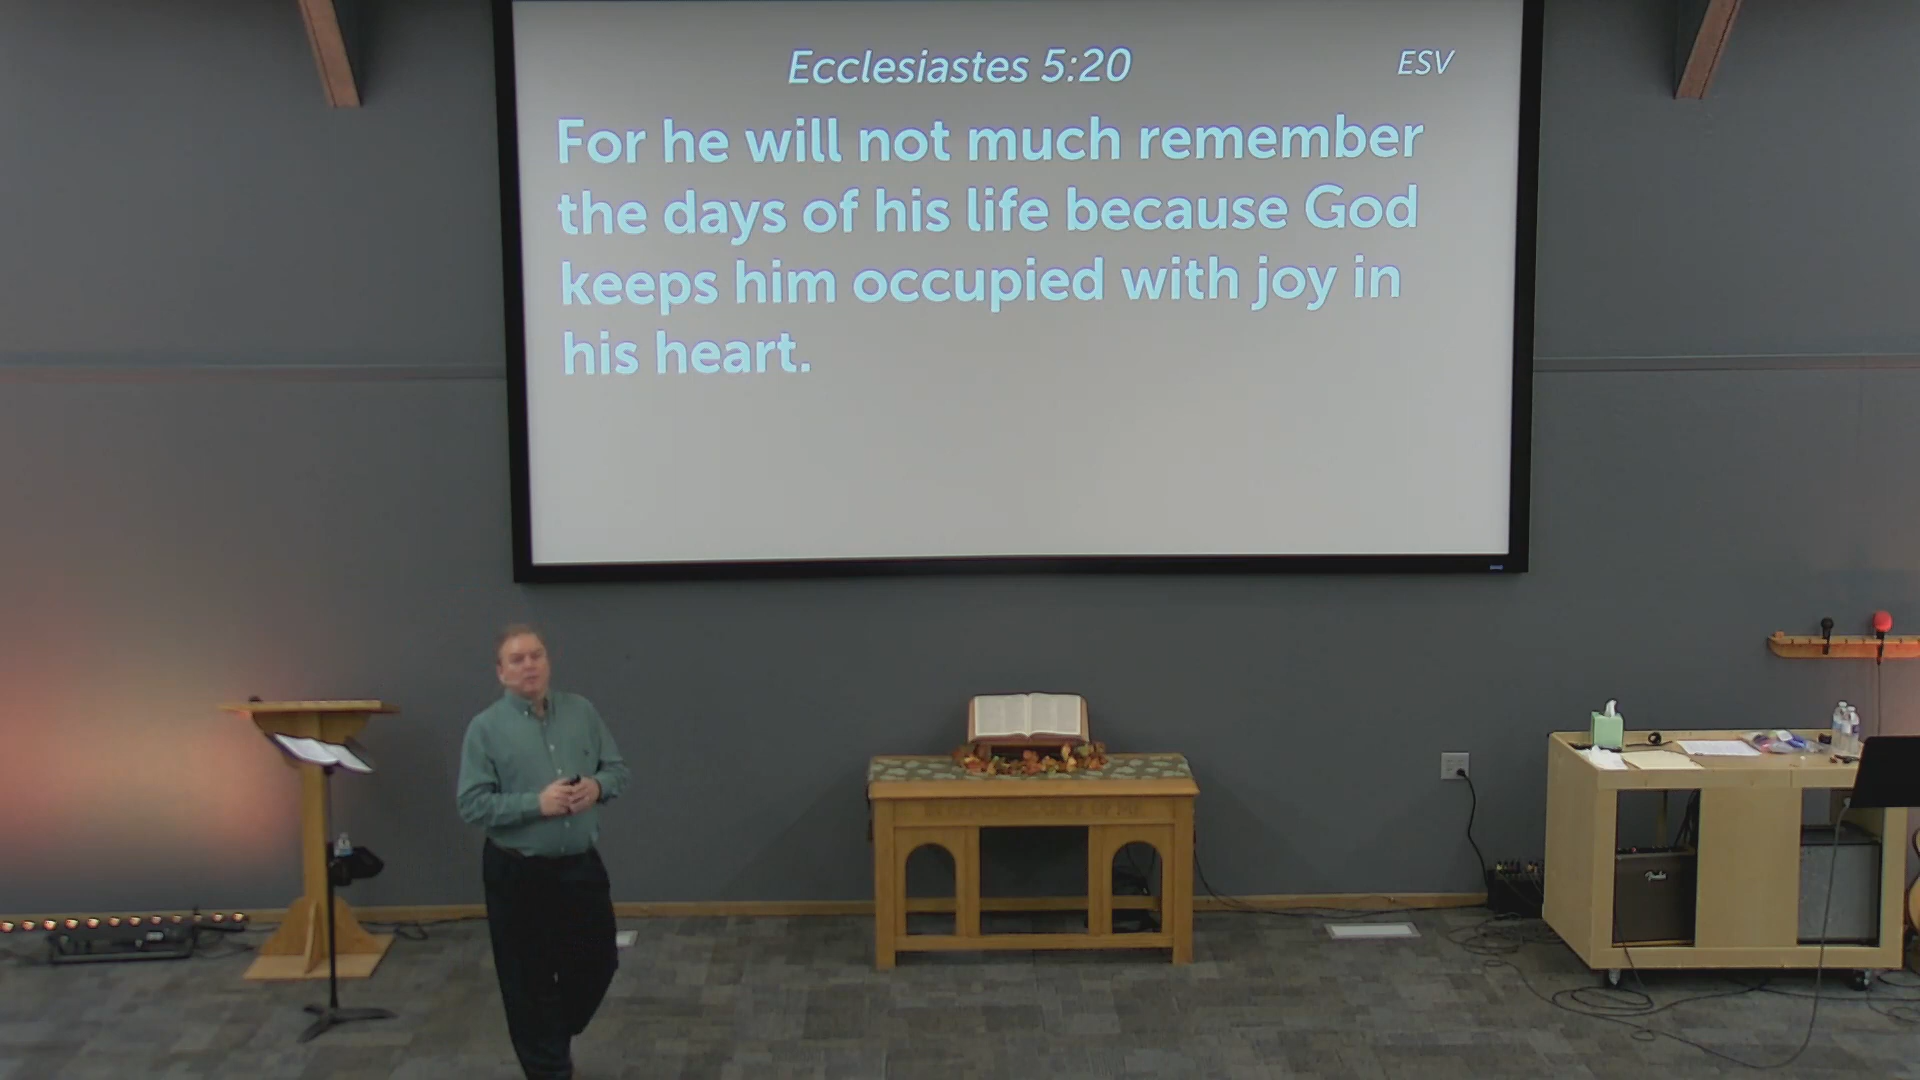 Ecclesiastes 5:20
ESV
For he will not much remember
the days of his life because God
keeps him occupied with joy in
his heart.
Fender